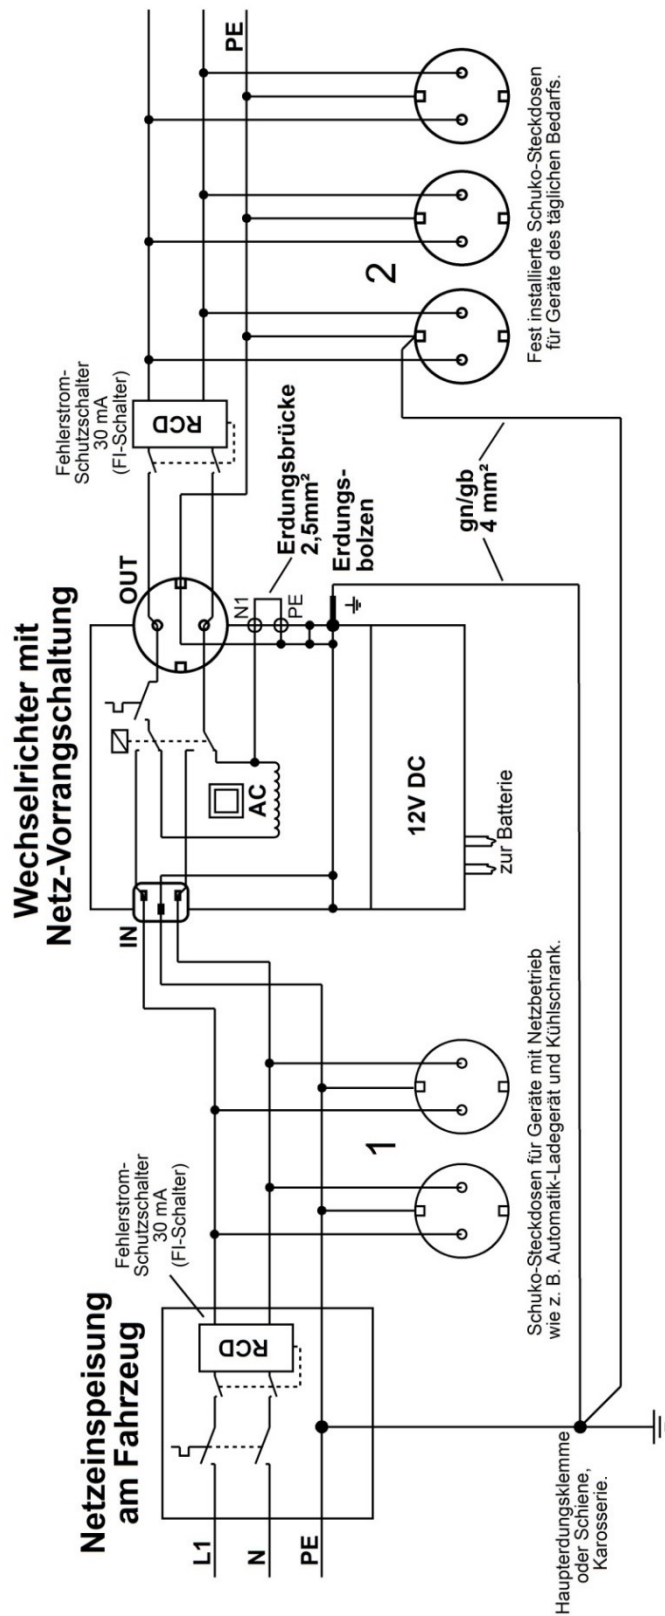 Netzeinspeisung
am Fahrzeug
L1
N
PE
RCD
Fehlerstrom-
Schutzschalter
30 mA
(FI-Schalter)
1
Schuko-Steckdosen für Geräte mit Netzbetrieb
wie z. B. Automatik-Ladegerät und Kühlschrank.
Haupterdungsklemme
oder Schiene,
Karosserie.
Wechselrichter mit
Netz-Vorrangschaltung
IN
OUT
AC
12V DC
zur Batterie
N1
PE
Erdungsbrücke
2,5mm²
Erdungs-
bolzen
gn/gb
4 mm²
Fehlerstrom-
Schutzschalter
30 mA
(FI-Schalter)
RCD
PE
2
Fest installierte Schuko-Steckdosen
für Geräte des täglichen Bedarfs.